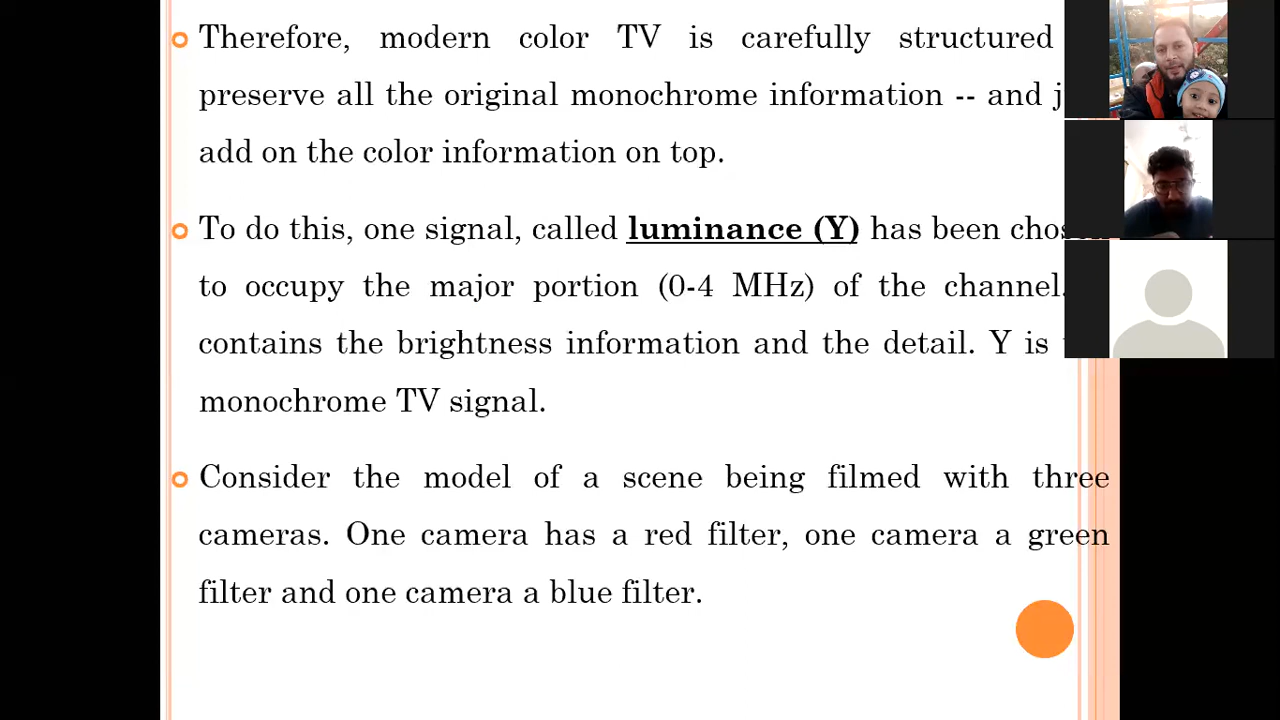 Therefore, modern color TV is carefully structured
preserve all the original monochrome information -- and
add on the color information on top.
To do this, one signal, called luminance (Y) has been
to occupy the major portion (0-4 MHz) of the channel.
contains the brightness information and the detail. Y is
monochrome TV signal.
Consider the model of a scene being filmed with three
cameras. One camera has a red filter, one camera a green
filter and one camera a blue filter.